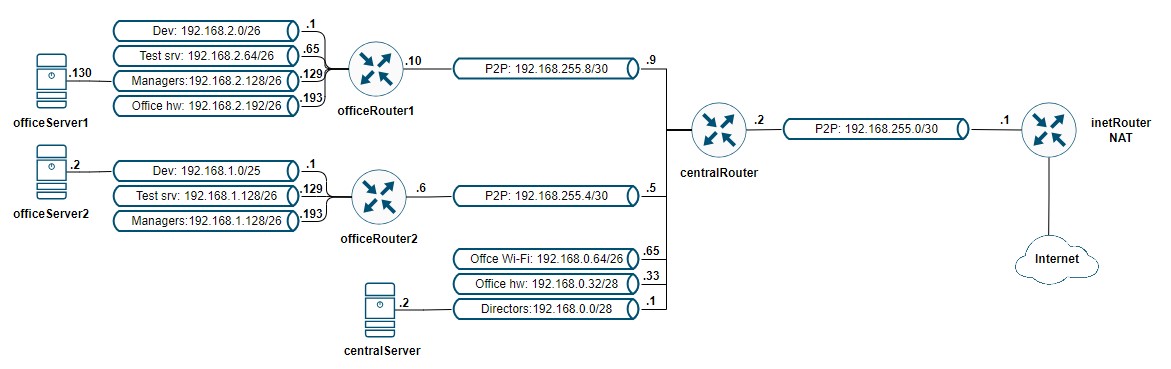 Dev: 192.168.2.0/26
.1
Test srv: 192.168.2.64/26
.65
.130
Managers:192.168.2.128/26
.129
Office hw: 192.168.2.192/26
.193
officeServer1
.10
officeRouter1
P2P: 192.168.255.8/30
.9
.2
Dev: 192.168.1.0/25
.1
Test srv: 192.168.1.128/26
.129
Managers:192.168.1.128/26
.193
officeServer2
.6
officeRouter2
P2P: 192.168.255.4/30
.5
Offce Wi-Fi: 192.168.0.64/26
.65
Office hw: 192.168.0.32/28
.33
.2
Directors:192.168.0.0/28
.1
centralServer
.2
centralRouter
P2P: 192.168.255.0/30
.1
inetRouter
NAT
Internet